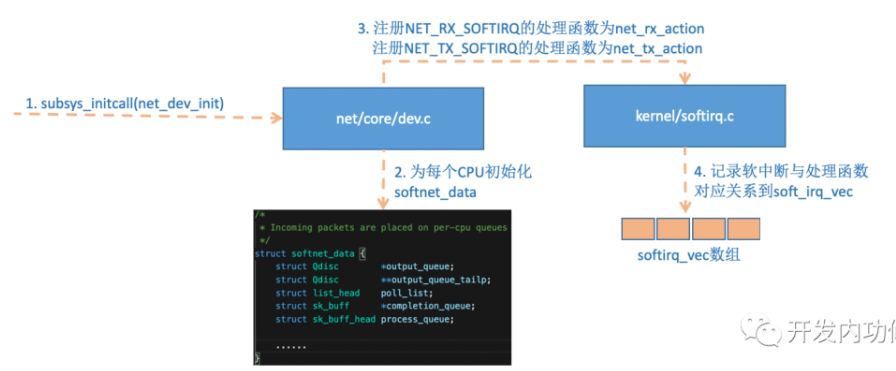 3. 注册NET_RX_SOFTIRQ的处理函数为net_rx_action
注册NET_TX_SOFTIRQ的处理函数为net_tx_action
1. subsys_initcall(net_dev_init)
net/core/dev.c
kernel/softirq.c
2. 为每个CPU初始化
softnet_data
4. 记录软中断与处理函数
对应关系到soft_irq_vec
/*
* Incoming packets are placed on per-cpu queues
*/
struct softnet_data {
struct Qdisc *output_queue;
struct Qdisc **output_queue_tailp;
struct list_head poll_list;
struct sk_buff *completion_queue;
struct sk_buff_head process_queue;
......
}
softirq_vec数组
开发内功